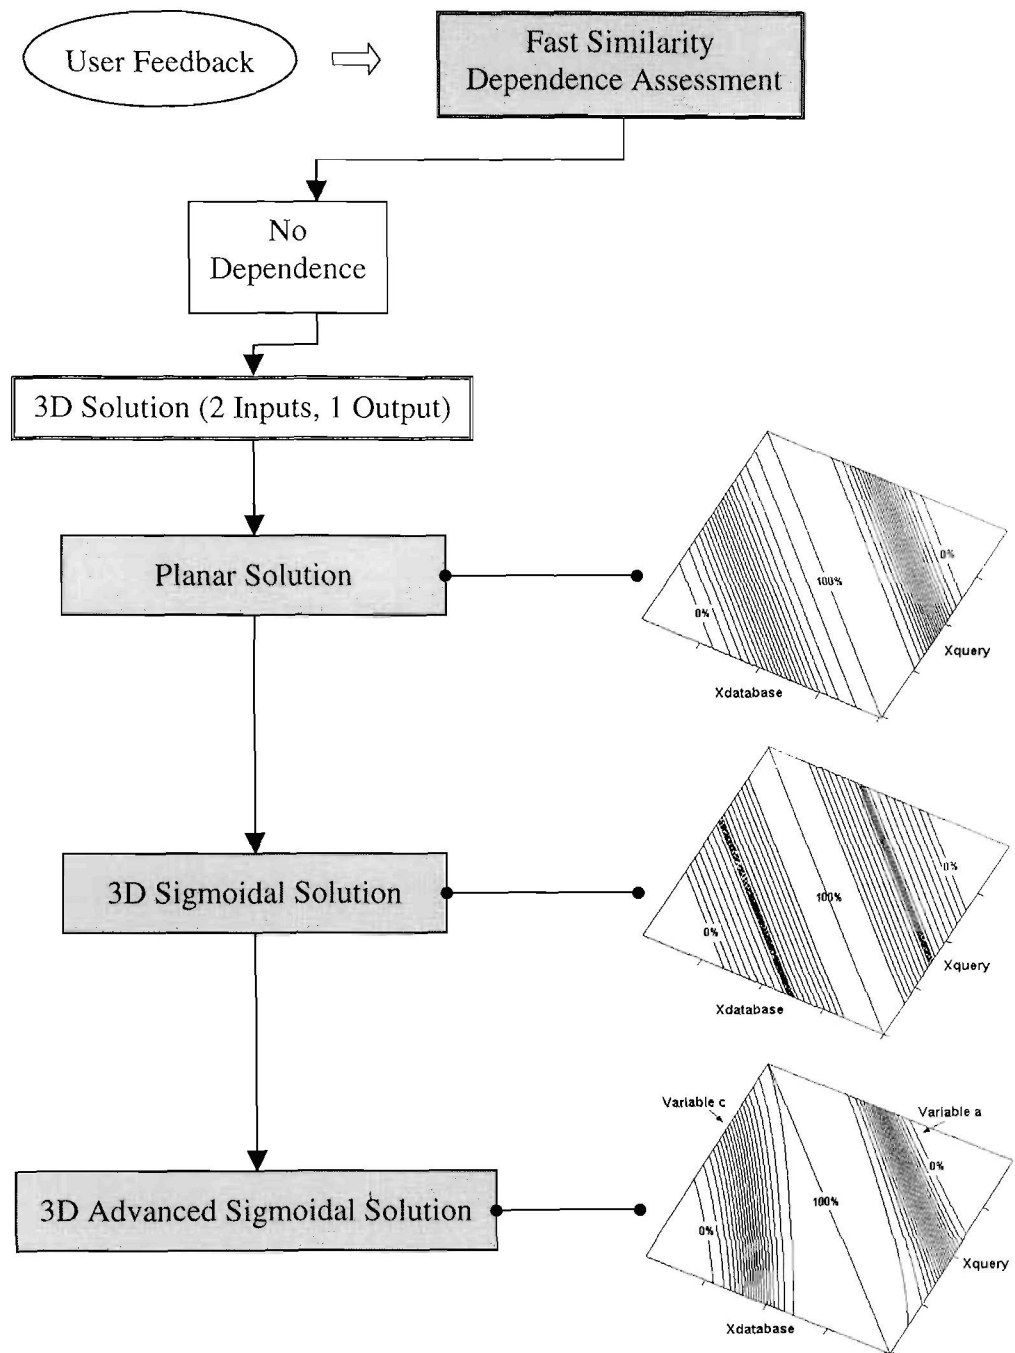 User Feedback
Fast Similarity
Dependence Assessment
No
Dependence
3D Solution (2 Inputs, 1 Output)
Planar Solution
0%
100%
0%
Xquery
Xdatabase
3D Sigmoidal Solution
0%
100%
0%
Xquery
Xdatabase
3D Advanced Sigmoidal Solution
Variable c
Variable a
0%
100%
0%
Xquery
Xdatabase